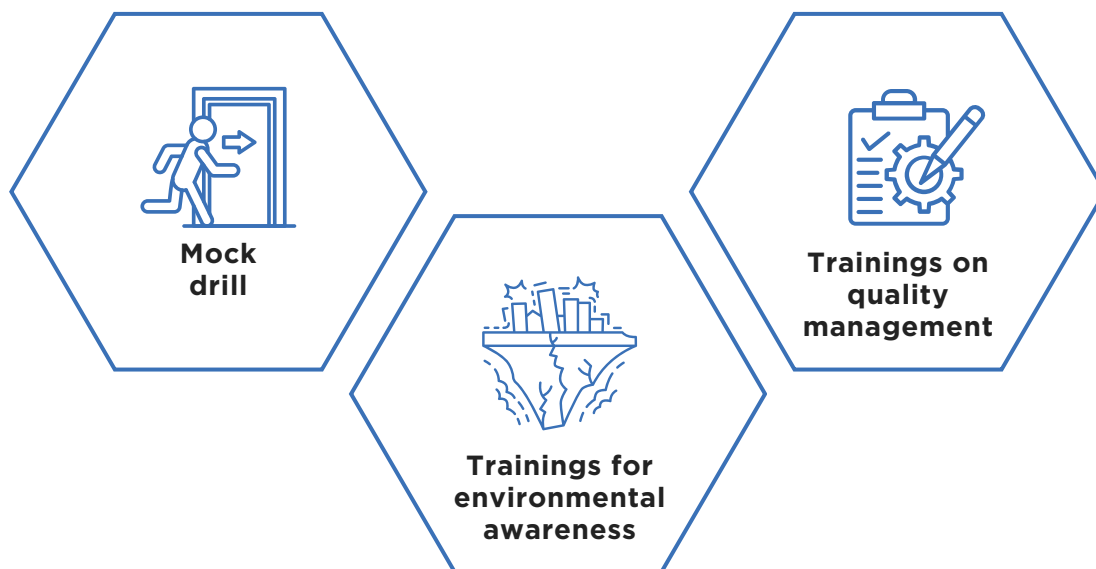 Mock
drill
Trainings for
environmental
awareness
Trainings on
quality
management